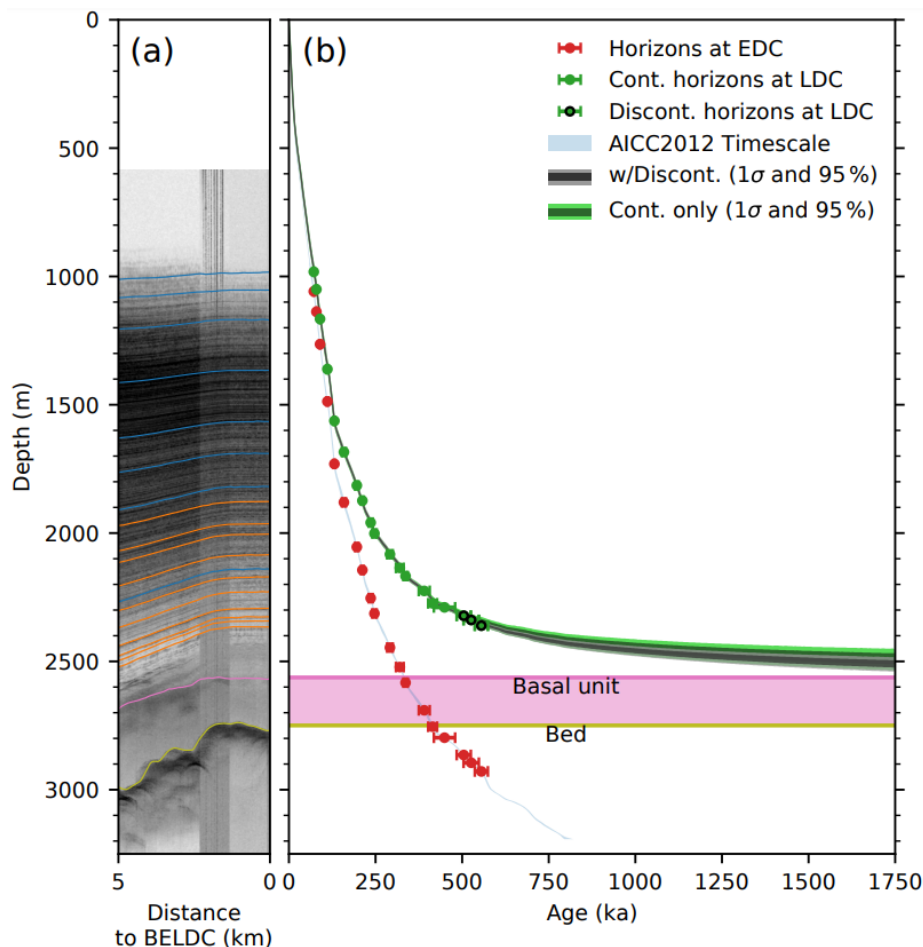 (a)
(b)
Horizons at EDC
Cont. horizons at LDC
Discont. horizons at LDC
AICC2012 Timescale
w/Discont. (1σ and 95 %)
Cont. only (1σ and 95 %)
0
500
1000
1500
2000
2500
3000
Depth (m)
Basal unit
Bed
5
0
0
250
500
750
1000
1250
1500
1750
Distance
to BELDC (km)
Age (ka)